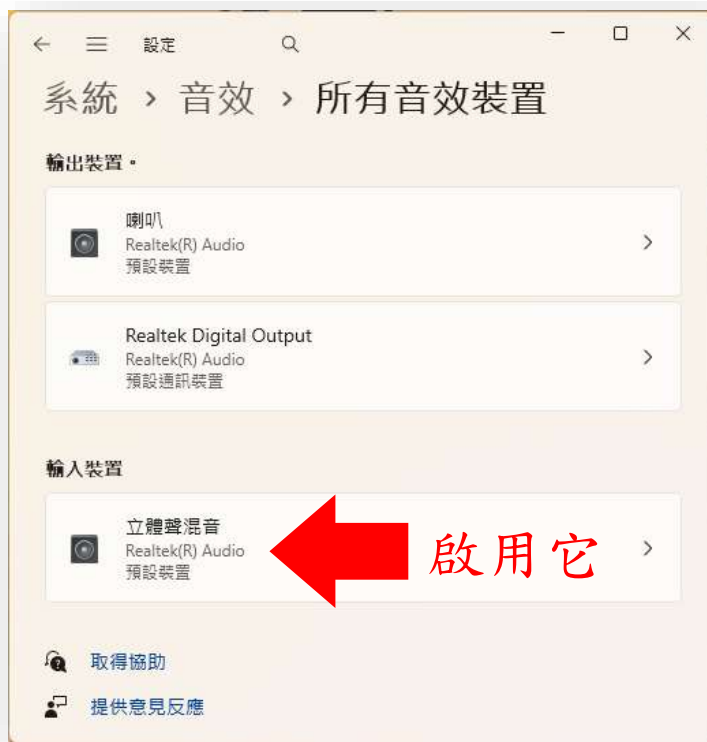 設定
系統 › 音效 › 所有音效裝置
輸出裝置。
喇叭
Realtek(R) Audio
預設裝置
Realtek Digital Output
Realtek(R) Audio
預設通訊裝置
輸入裝置
立體聲混音
Realtek(R) Audio
預設裝置
啟用它
取得協助
提供意見反應